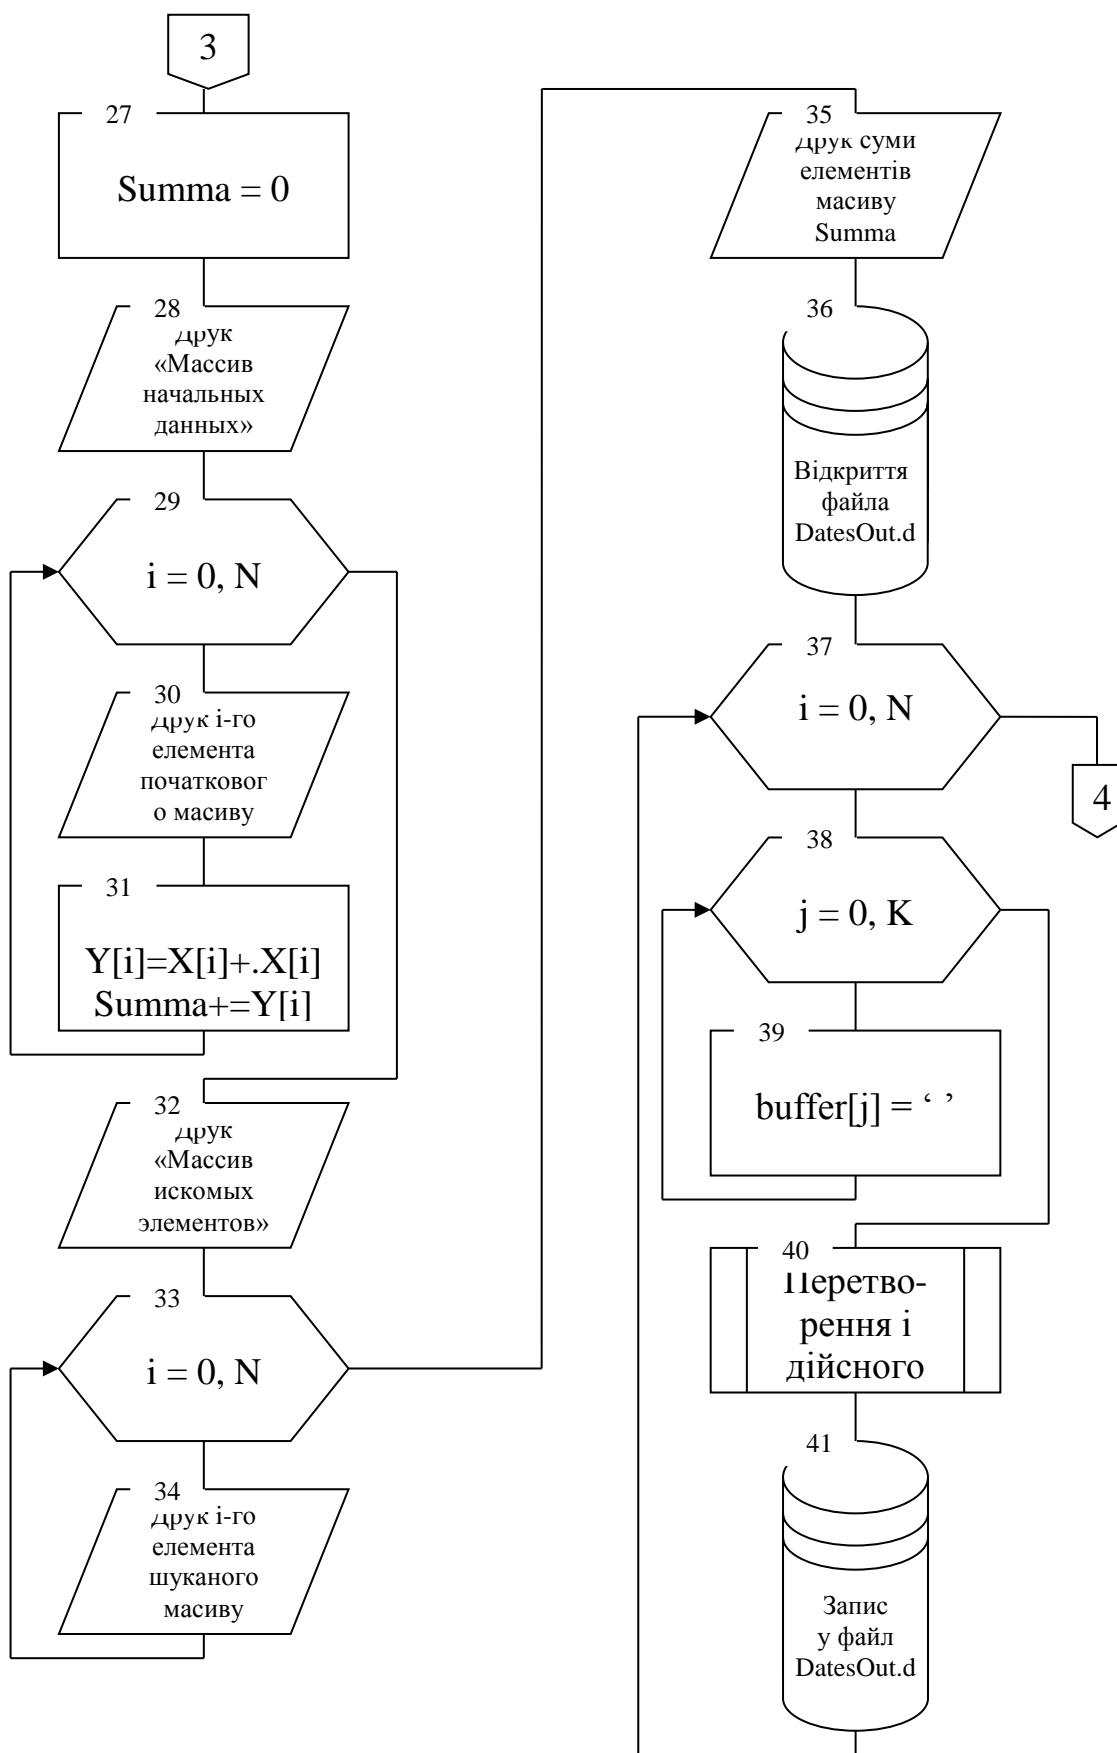 3
27
Summa = 0
28
Друк
«Массив
начальных
данных»
29
i = 0, N
30
Друк і-го
елемента
початковог
о масиву
31
Y[i]=X[i]+.X[i]
Summa+=Y[i]
32
Друк
«Массив
искомых
элементов»
33
i = 0, N
34
Друк і-го
елемента
шуканого
масиву
35
Друк суми
елементів
масиву
Summa
36
Відкриття
файла
DatesOut.d
37
i = 0, N
4
38
j = 0, K
39
buffer[j] = ‘ ’
40
Перетво-
рення і
дійсного
41
Запис
у файл
DatesOut.d